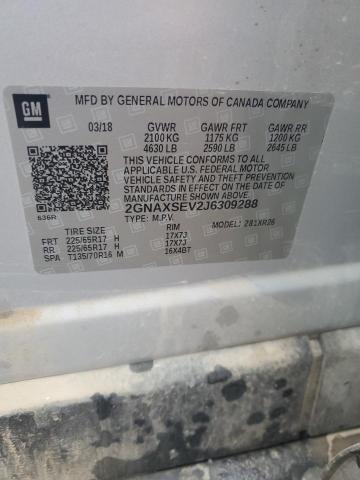 GM
MFD BY GENERAL MOTORS OF CANADA COMPANY
03/18 GVWR GAWR FRT GAWR RR
2100 KG 1175 KG 1200 KG
4630 LB 2590 LB 2645 LB
THIS VEHICLE CONFORMS TO ALL
APPLICABLE U.S. FEDERAL MOTOR
VEHICLE SAFETY AND THEFT
PREVENTION STANDARDS IN EFFECT ON THE DATE
OF MANUFACTURE SHOWN ABOVE.
2GNAXSEV2J6309288
636R TYPE: M.P.V. MODEL: 281XR26
TIRE SIZE RIM
FRT 225/65R17 H 17X7J
RR 225/65R17 H 17X7J
SPA T135/70R16 M 16X4BT